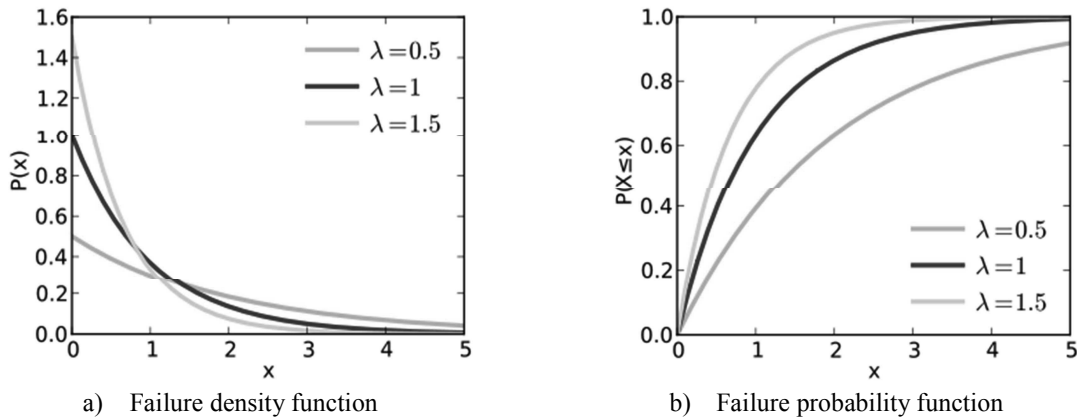 1.6
1.4
1.2
1.0
0.8
0.6
0.4
0.2
0.0
P(x)
0 1 2 3 4 5
x
λ=0.5
λ=1
λ=1.5
a) Failure density function
1.0
0.8
0.6
0.4
0.2
0.0
P(X≤x)
0 1 2 3 4 5
x
λ=0.5
λ=1
λ=1.5
b) Failure probability function